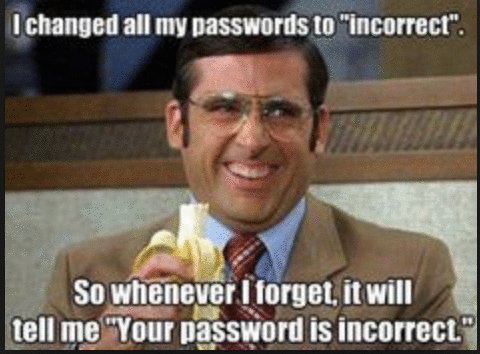 I changed all my passwords to "incorrect".
So whenever I forget, it will
tell me "Your password is incorrect."